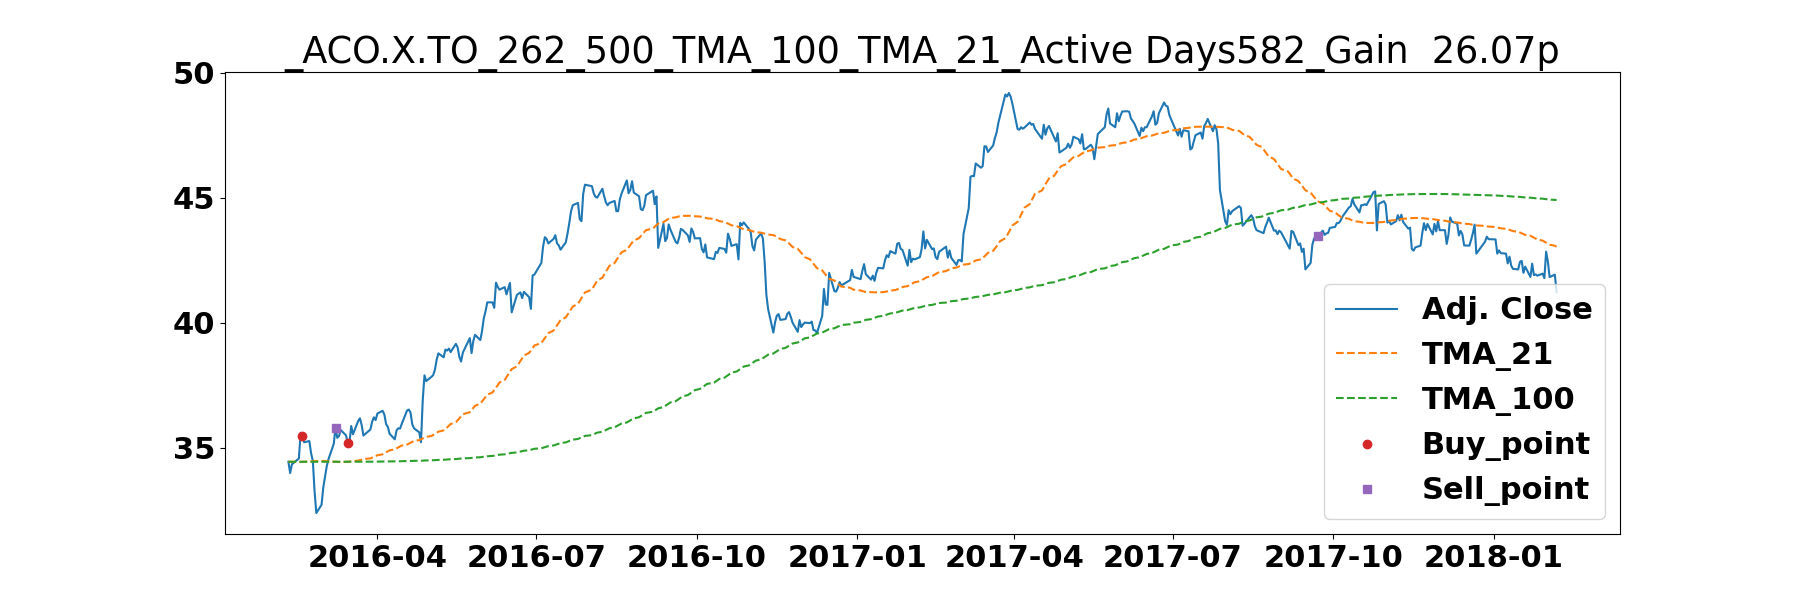 _ACO.X.TO_262_500_TMA_100_TMA_21_Active Days582_Gain  26.07p
50
45
40
35
2016-04 2016-07 2016-10 2017-01 2017-04 2017-07 2017-10 2018-01
Adj. Close
TMA_21
TMA_100
Buy_point
Sell_point